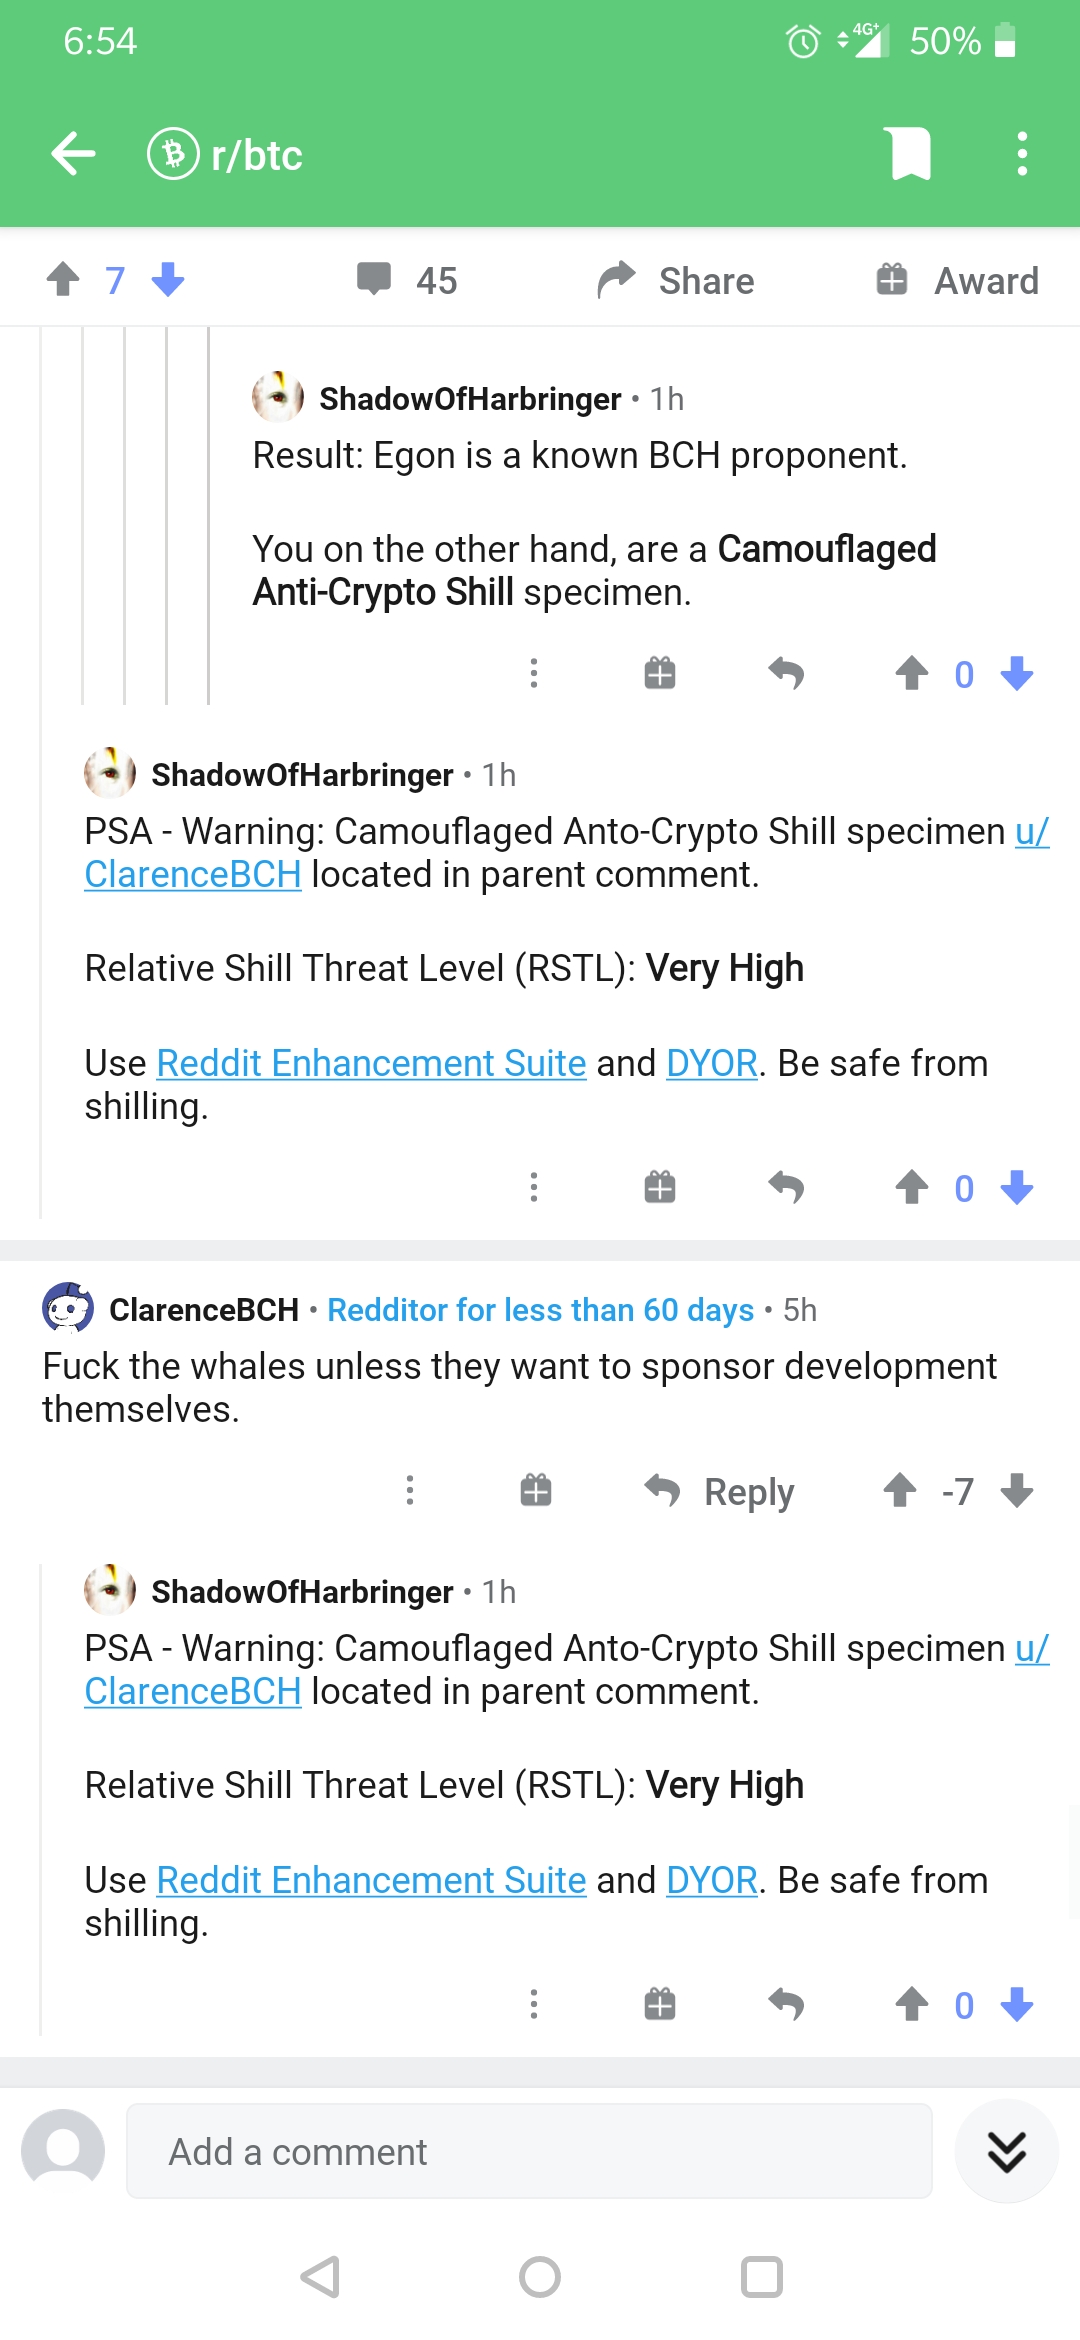 6:54
4G+ 50%
r/btc
7
45
Share
Award
ShadowOfHarbringer • 1h
Result: Egon is a known BCH proponent.
You on the other hand, are a Camouflaged
Anti-Crypto Shill specimen.
0
ShadowOfHarbringer • 1h
PSA - Warning: Camouflaged Anto-Crypto Shill specimen u/
ClarenceBCH located in parent comment.
Relative Shill Threat Level (RSTL): Very High
Use Reddit Enhancement Suite and DYOR. Be safe from
shilling.
0
ClarenceBCH • Redditor for less than 60 days • 5h
Fuck the whales unless they want to sponsor development
themselves.
Reply
-7
ShadowOfHarbringer • 1h
PSA - Warning: Camouflaged Anto-Crypto Shill specimen u/
ClarenceBCH located in parent comment.
Relative Shill Threat Level (RSTL): Very High
Use Reddit Enhancement Suite and DYOR. Be safe from
shilling.
0
Add a comment